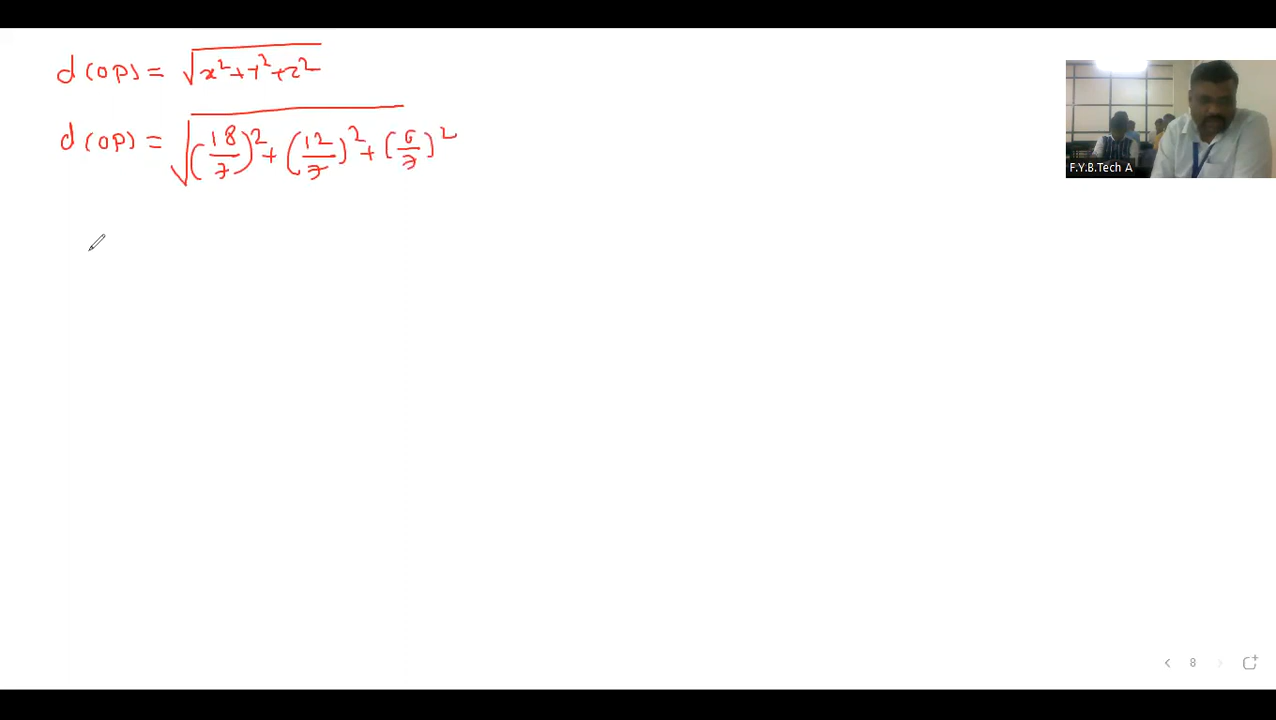 d(OP) = √x²+y²+z²
d(OP) = √(18/7)²+(12/7)²+(6/7)²
F.Y.B.Tech A
< 8 >